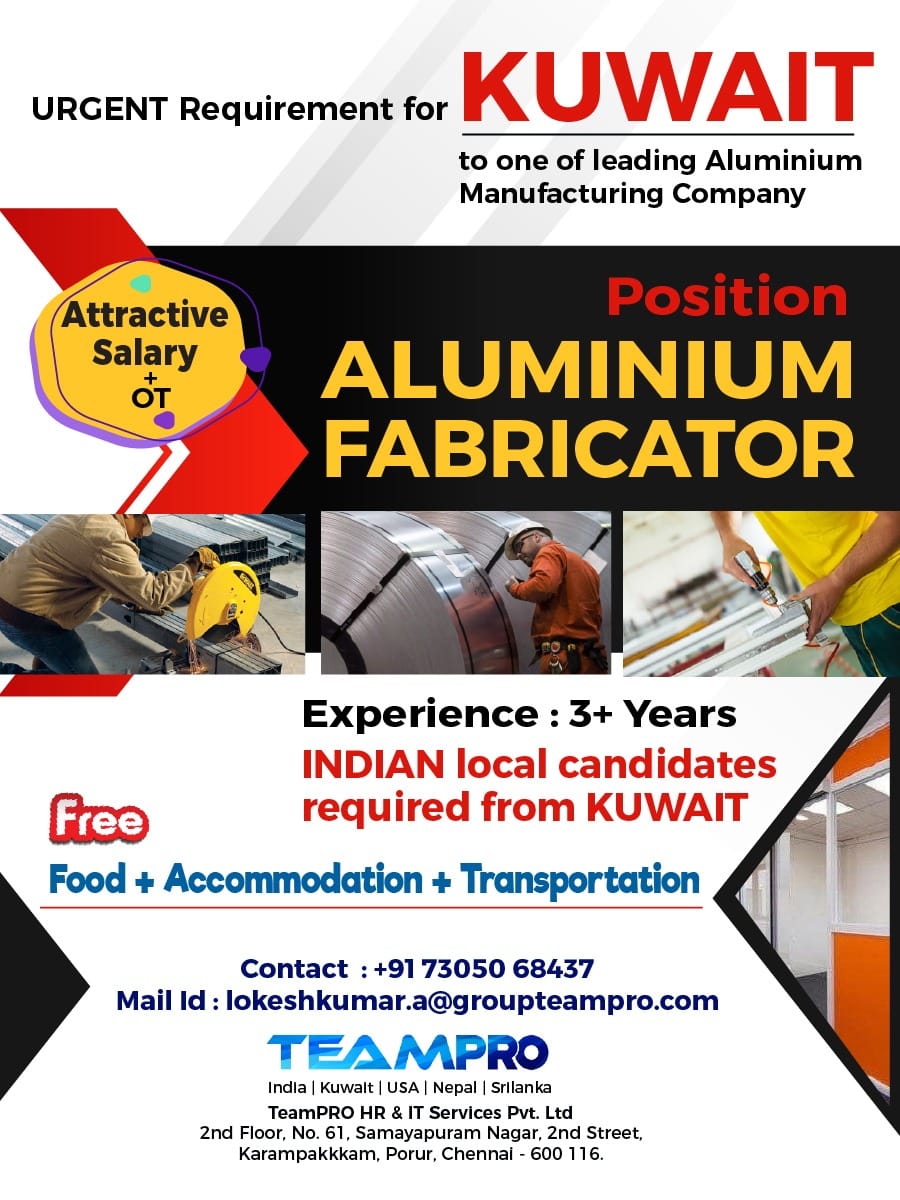 URGENT Requirement for KUWAIT
to one of leading Aluminium
Manufacturing Company
Attractive
Salary
+
OT
Position
ALUMINIUM
FABRICATOR
Experience : 3+ Years
INDIAN local candidates
required from KUWAIT
Free
Food + Accommodation + Transportation
Contact : +91 73050 68437
Mail Id : lokeshkumar.a@groupteampro.com
TEAMPRO
India | Kuwait | USA | Nepal | Srilanka
TeamPRO HR & IT Services Pvt. Ltd
2nd Floor, No. 61, Samayapuram Nagar, 2nd Street,
Karampakkkam, Porur, Chennai - 600 116.